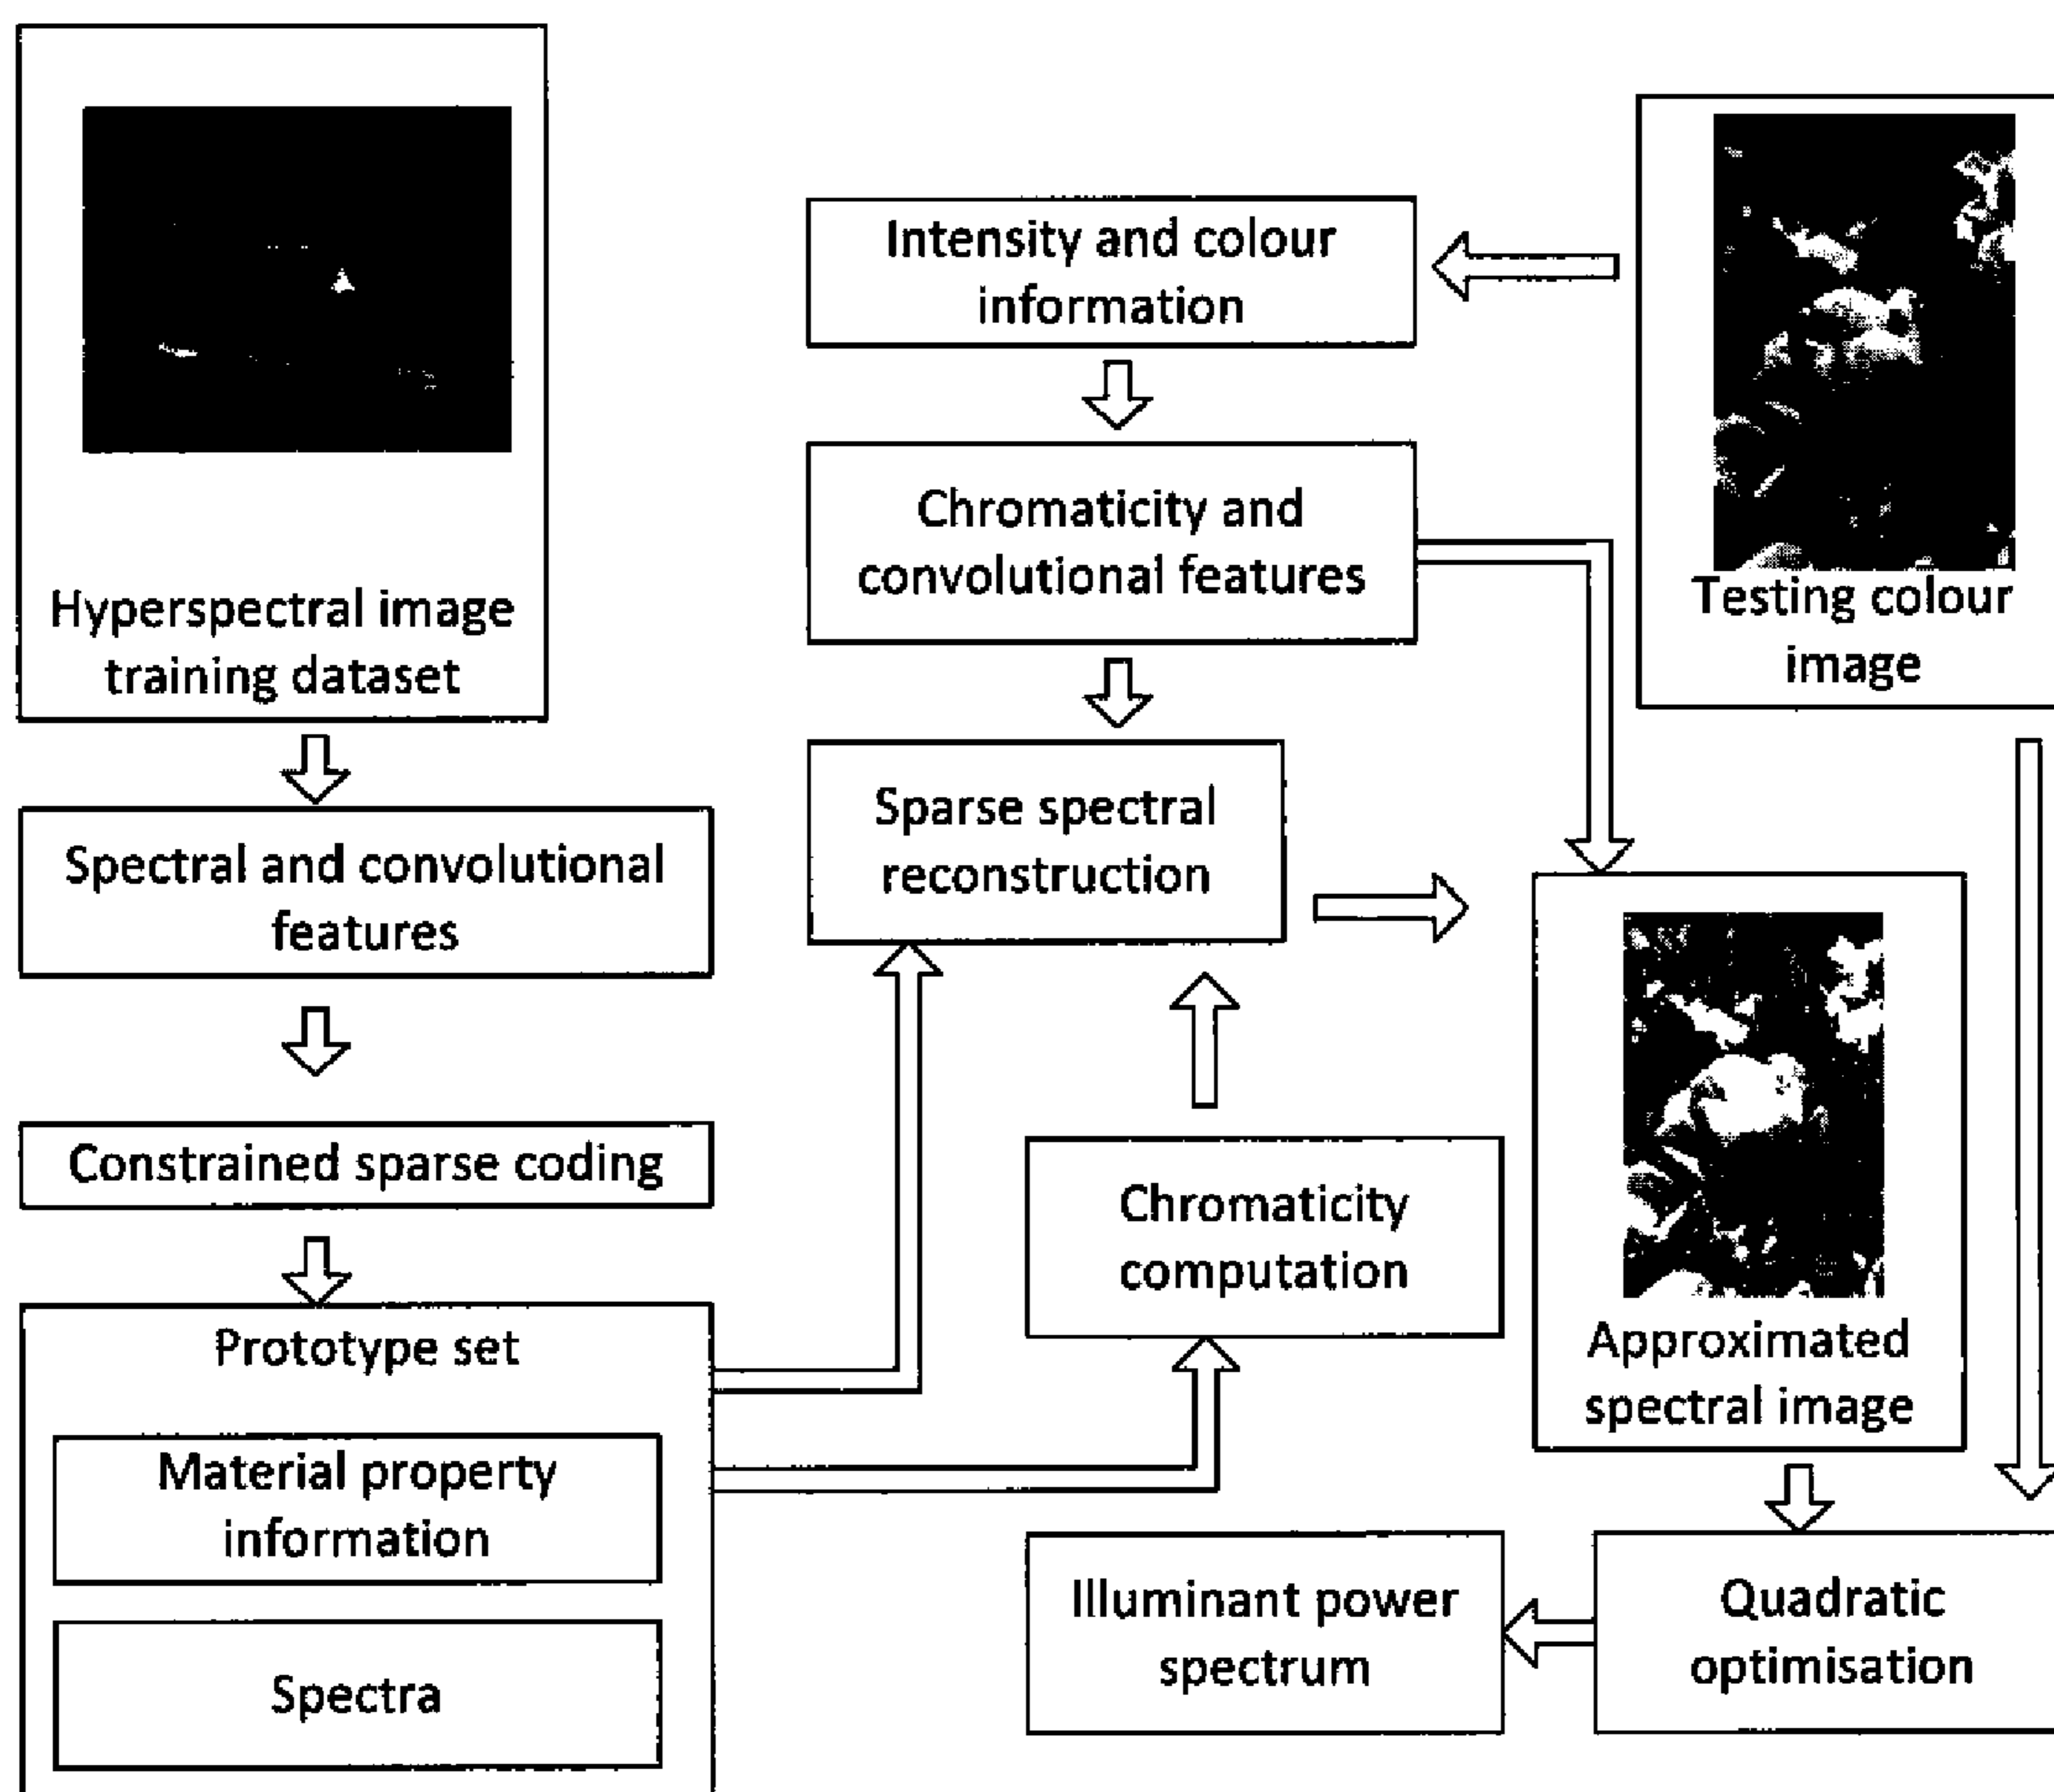 Hyperspectral image
training dataset
Spectral and convolutional
features
Constrained sparse coding
Prototype set
Material property
information
Spectra
Intensity and colour
information
Chromaticity and
convolutional features
Sparse spectral
reconstruction
Chromaticity
computation
Illuminant power
spectrum
Testing colour
image
Approximated
spectral image
Quadratic
optimisation